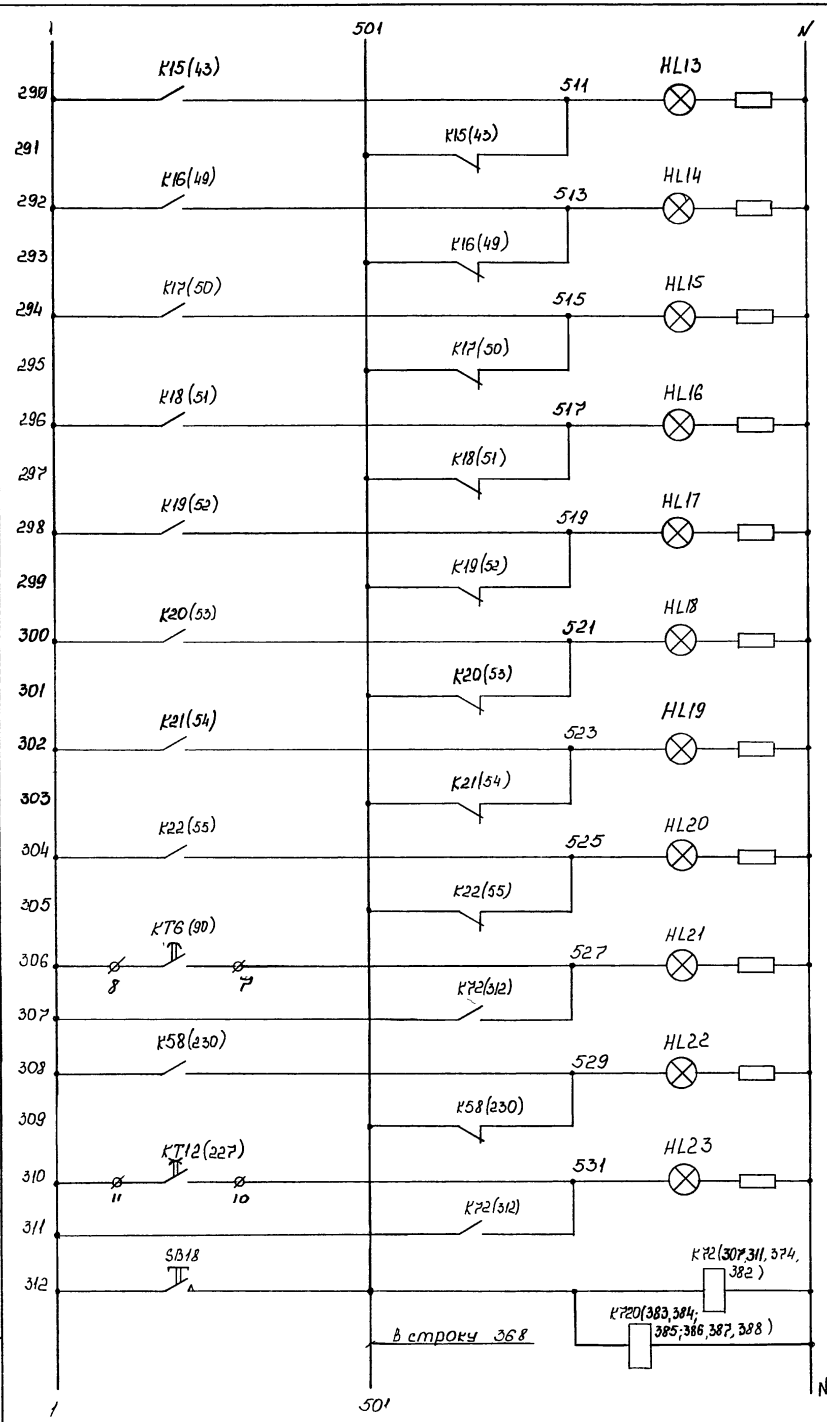 1 501 N
K15(43) HL13
290 511
291 K15(43)
K16(49) HL14
292 513
293 K16(49)
K17(50) HL15
294 515
295 K17(50)
K18(51) HL16
296 517
297 K18(51)
K19(52) HL17
298 519
299 K19(52)
K20(53) HL18
300 521
301 K20(53)
K21(54) HL19
302 523
303 K21(54)
K22(55) HL20
304 525
305 K22(55)
KT6(90) HL21
306 527
8 7
307 K72(312)
K58(230) HL22
308 529
309 K58(230)
KT12(227) HL23
310 531
11 10
311 K72(312)
SB18 K72(307,311,374,
312 382)
K720(383,384;
В строку 368 385;386,387,388)
1 501 N